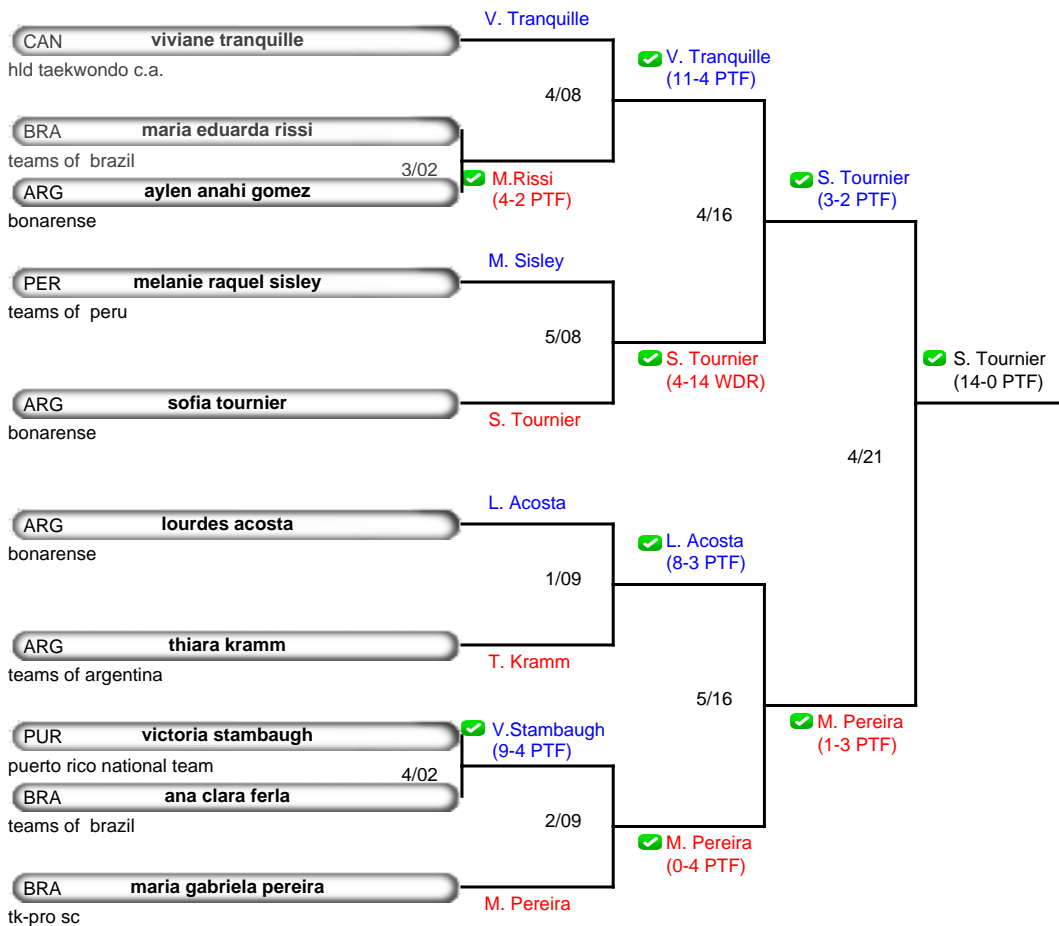 V. Tranquille
CAN viviane tranquille
hld taekwondo c.a.
V. Tranquille
(11-4 PTF)
4/08
BRA maria eduarda rissi
teams of  brazil
3/02
M.Rissi
(4-2 PTF)
ARG aylen anahi gomez
bonarense
S. Tournier
(3-2 PTF)
4/16
M. Sisley
PER melanie raquel sisley
teams of  peru
5/08
S. Tournier
(4-14 WDR)
S. Tournier
(14-0 PTF)
ARG sofia tournier
bonarense
S. Tournier
4/21
L. Acosta
ARG lourdes acosta
bonarense
L. Acosta
(8-3 PTF)
1/09
ARG thiara kramm
teams of argentina
T. Kramm
5/16
M. Pereira
(1-3 PTF)
PUR victoria stambaugh
puerto rico national team
V.Stambaugh
(9-4 PTF)
4/02
BRA ana clara ferla
teams of  brazil
2/09
M. Pereira
(0-4 PTF)
BRA maria gabriela pereira
tk-pro sc
M. Pereira